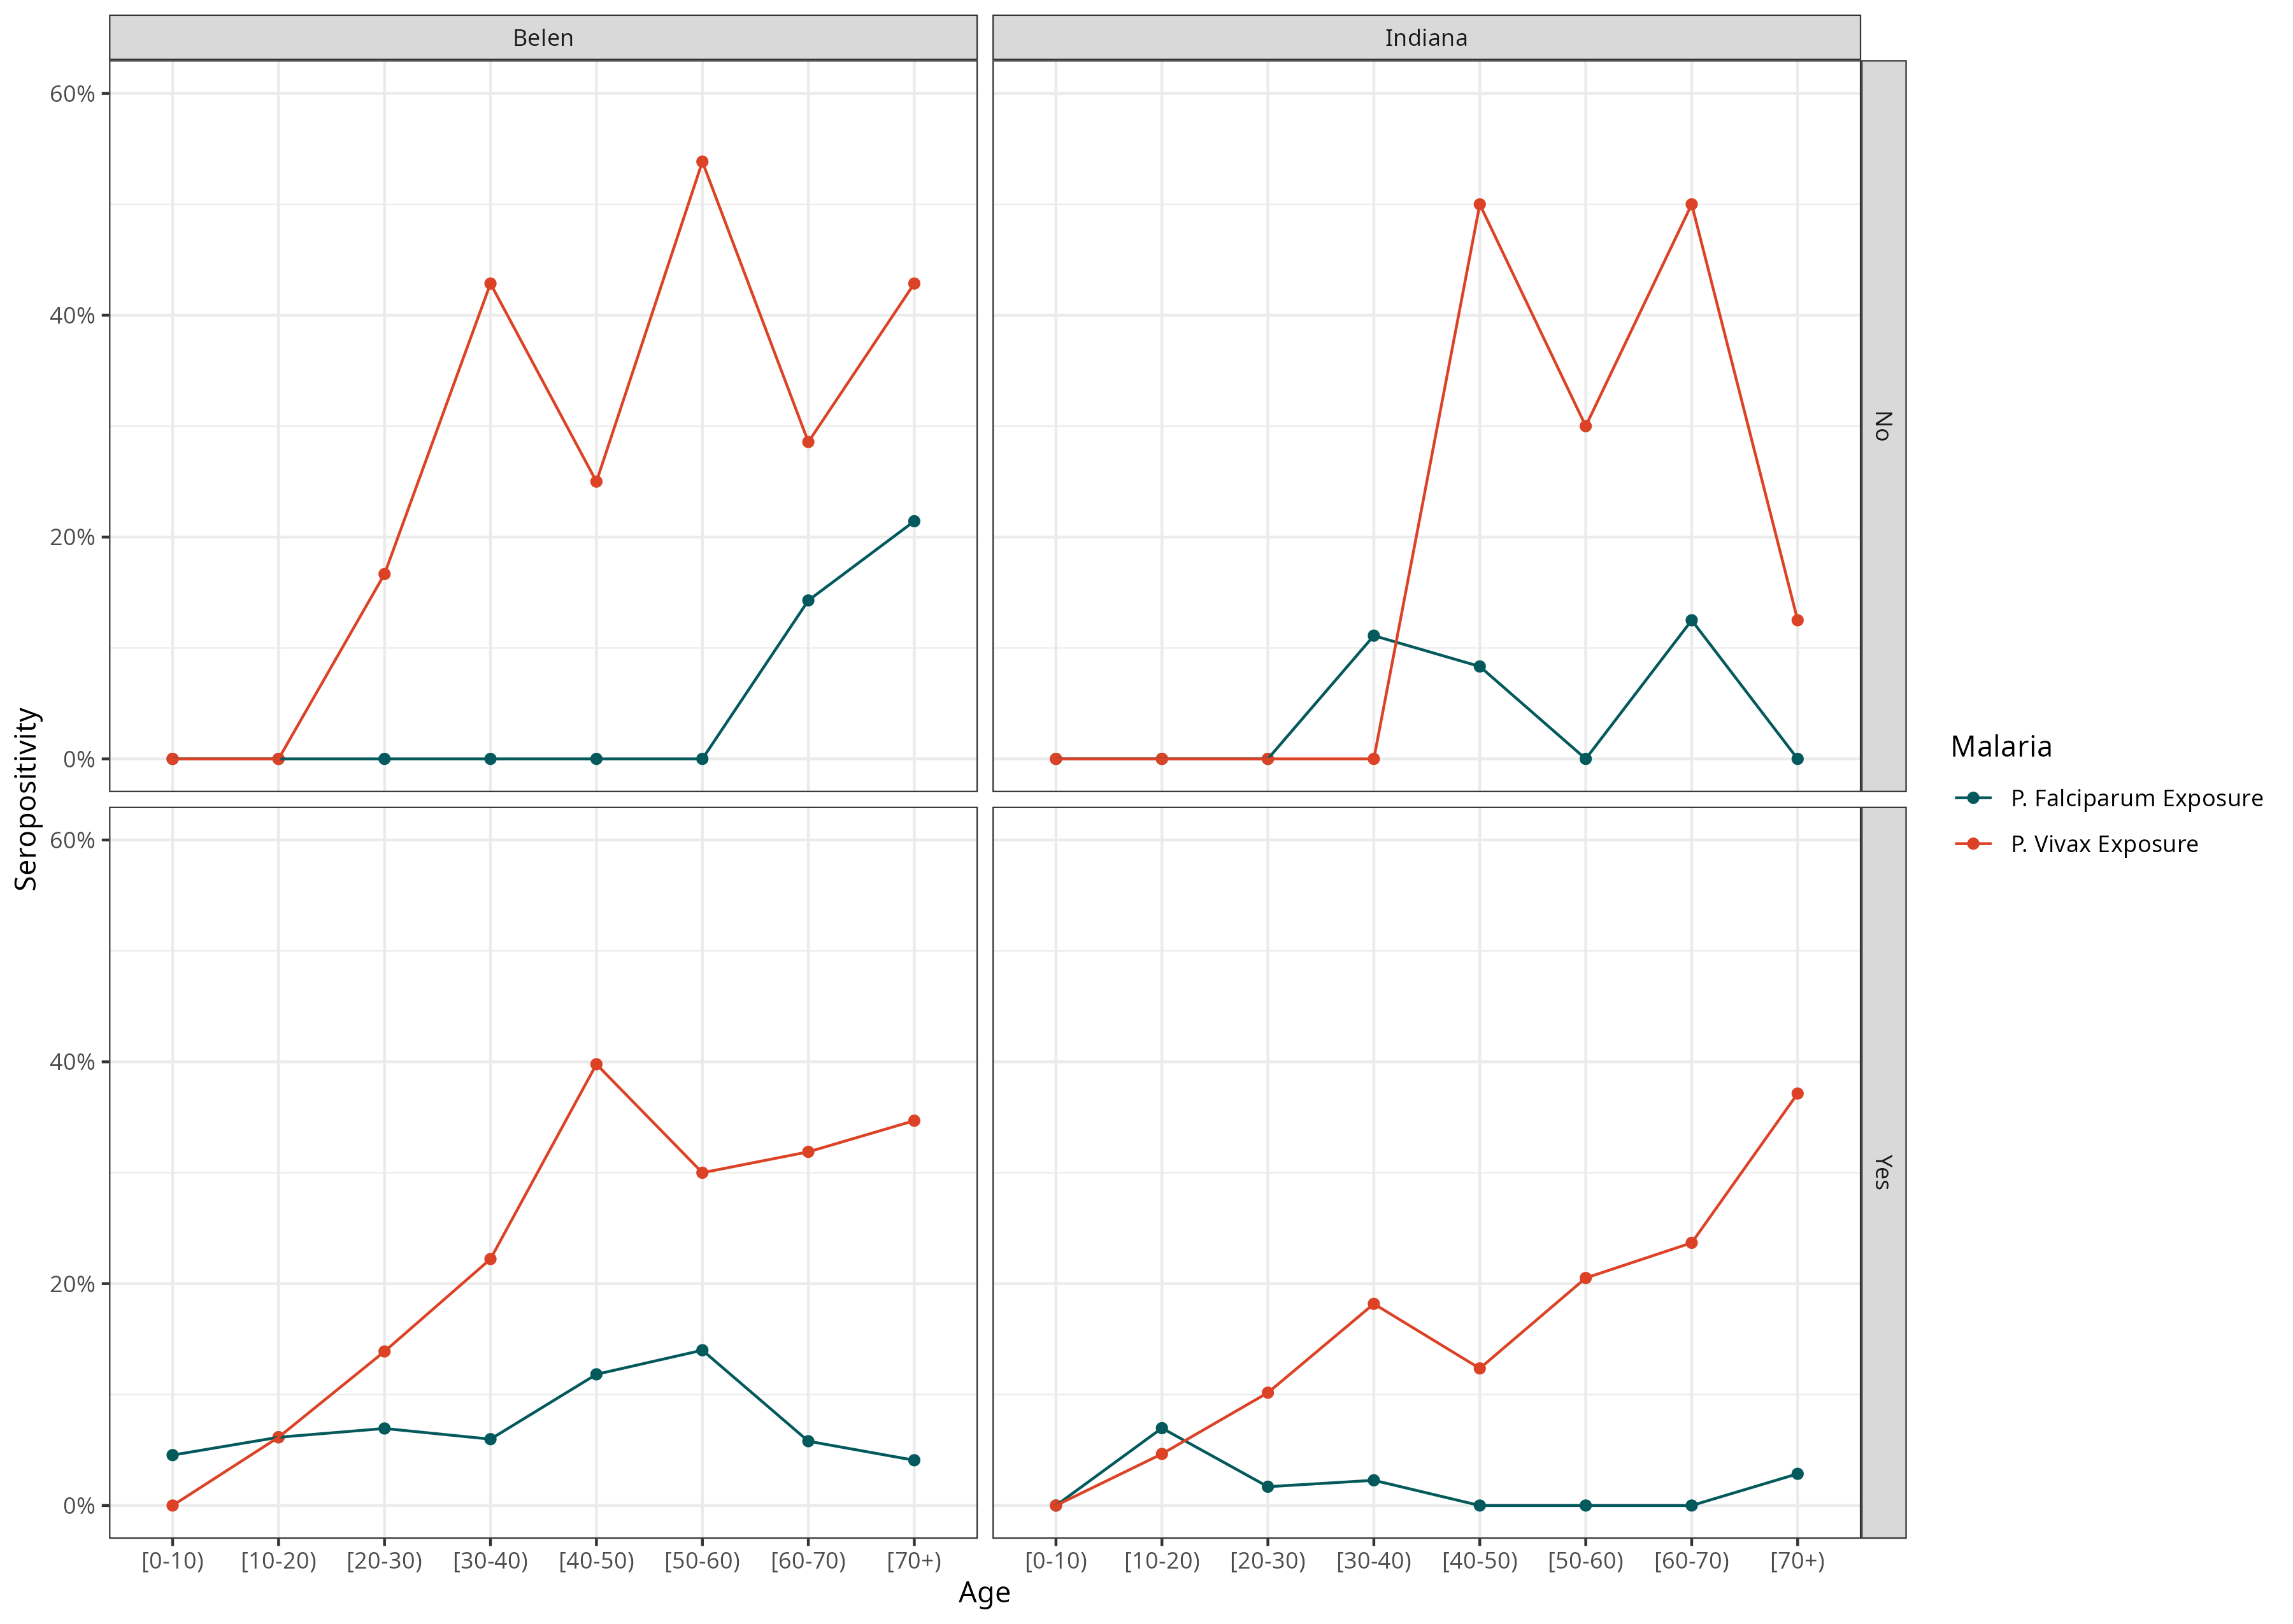 Belen
Indiana
60%
40%
20%
0%
No
60%
40%
20%
0%
Yes
Seropositivity
[0-10) [10-20) [20-30) [30-40) [40-50) [50-60) [60-70) [70+)
[0-10) [10-20) [20-30) [30-40) [40-50) [50-60) [60-70) [70+)
Age
Malaria
P. Falciparum Exposure
P. Vivax Exposure